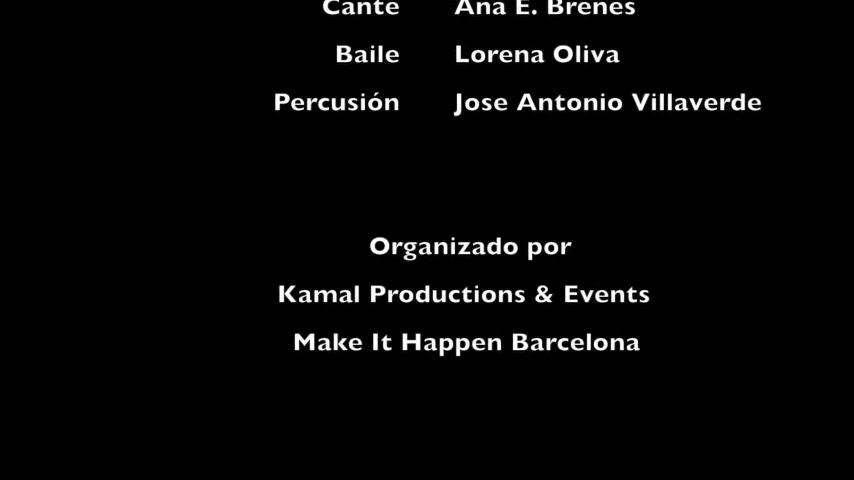 Cante Ana E. Brenes
Baile Lorena Oliva
Percusión Jose Antonio Villaverde
Organizado por
Kamal Productions & Events
Make It Happen Barcelona